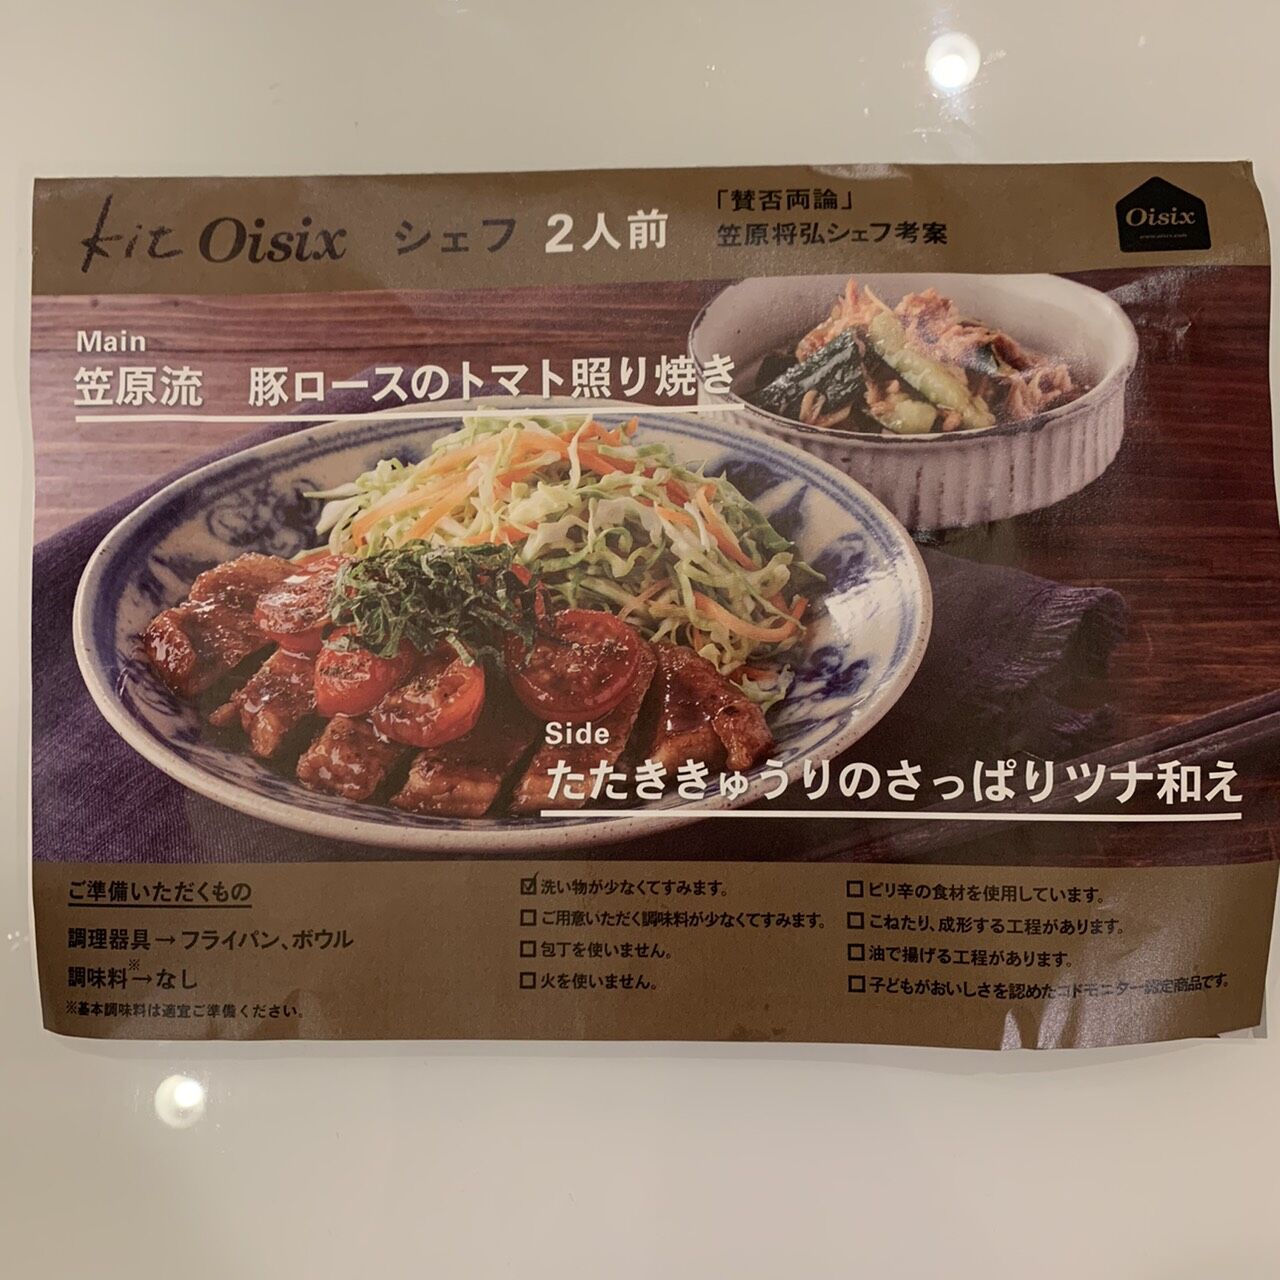 kit Oisix シェフ 2人前
「賛否両論」
笠原将弘シェフ考案
Oisix
Main
笠原流 豚ロースのトマト照り焼き
Side
たたききゅうりのさっぱりツナ和え
ご準備いただくもの
調理器具→フライパン、ボウル
調味料※→なし
※基本調味料は適宜ご準備ください。
☑洗い物が少なくてすみます。
☐ご用意いただく調味料が少なくてすみます。
☐包丁を使いません。
☐火を使いません。
☐ピリ辛の食材を使用しています。
☐こねたり、成形する工程があります。
☐油で揚げる工程があります。
☐子どもがおいしさを認めたコドモニター認定商品です。